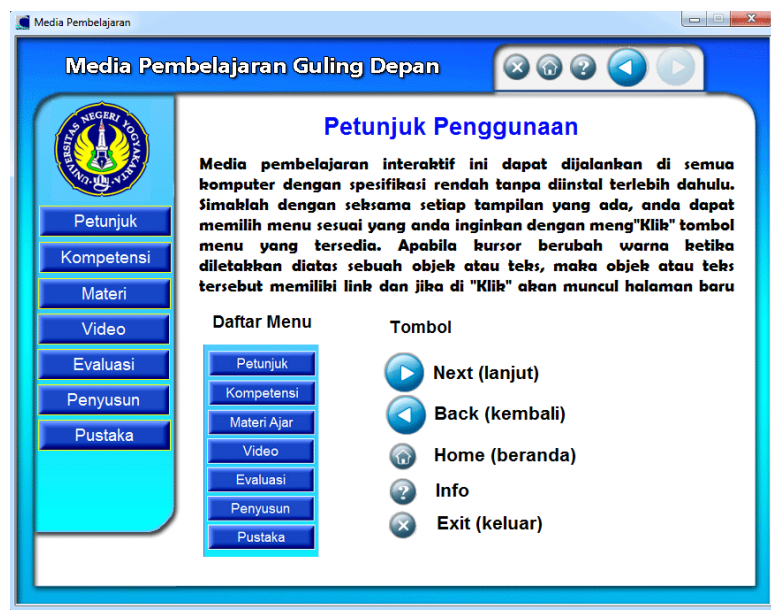 Media Pembelajaran
Media Pembelajaran Guling Depan
UNIVERSITAS NEGERI YOGYAKARTA
Petunjuk
Kompetensi
Materi
Video
Evaluasi
Penyusun
Pustaka
Petunjuk Penggunaan
Media pembelajaran interaktif ini dapat dijalankan di semua
komputer dengan spesifikasi rendah tanpa diinstal terlebih dahulu.
Simaklah dengan seksama setiap tampilan yang ada, anda dapat
memilih menu sesuai yang anda inginkan dengan meng"Klik" tombol
menu yang tersedia. Apabila kursor berubah warna ketika
diletakkan diatas sebuah objek atau teks, maka objek atau teks
tersebut memiliki link dan jika di "Klik" akan muncul halaman baru
Daftar Menu
Petunjuk
Kompetensi
Materi Ajar
Video
Evaluasi
Penyusun
Pustaka
Tombol
Next (lanjut)
Back (kembali)
Home (beranda)
Info
Exit (keluar)